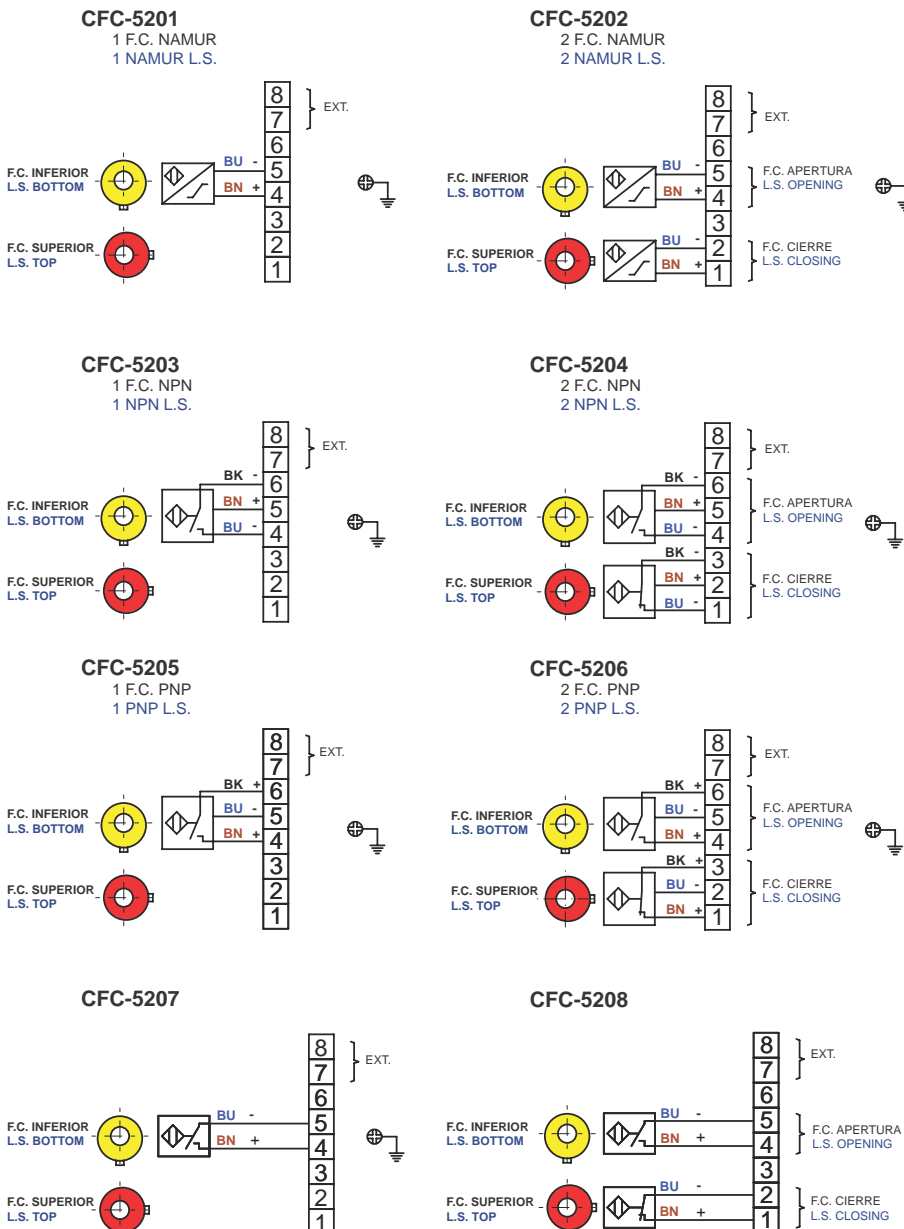 CFC-5201
1 F.C. NAMUR
1 NAMUR L.S.
8
7
EXT.
6
BU -
5
F.C. INFERIOR
L.S. BOTTOM
BN +
4
3
F.C. SUPERIOR
L.S. TOP
2
1
CFC-5202
2 F.C. NAMUR
2 NAMUR L.S.
8
7
EXT.
6
BU -
5
F.C. APERTURA
L.S. OPENING
F.C. INFERIOR
L.S. BOTTOM
BN +
4
3
BU -
2
F.C. CIERRE
L.S. CLOSING
F.C. SUPERIOR
L.S. TOP
BN +
1
CFC-5203
1 F.C. NPN
1 NPN L.S.
8
7
EXT.
BK -
6
BN +
5
F.C. INFERIOR
L.S. BOTTOM
BU -
4
3
F.C. SUPERIOR
L.S. TOP
2
1
CFC-5204
2 F.C. NPN
2 NPN L.S.
8
7
EXT.
BK -
6
BN +
5
F.C. APERTURA
L.S. OPENING
F.C. INFERIOR
L.S. BOTTOM
BU -
4
BK -
3
BN +
2
F.C. CIERRE
L.S. CLOSING
F.C. SUPERIOR
L.S. TOP
BU -
1
CFC-5205
1 F.C. PNP
1 PNP L.S.
8
7
EXT.
BK +
6
BU -
5
F.C. INFERIOR
L.S. BOTTOM
BN +
4
3
F.C. SUPERIOR
L.S. TOP
2
1
CFC-5206
2 F.C. PNP
2 PNP L.S.
8
7
EXT.
BK +
6
BU -
5
F.C. APERTURA
L.S. OPENING
F.C. INFERIOR
L.S. BOTTOM
BN +
4
BK +
3
BU -
2
F.C. CIERRE
L.S. CLOSING
F.C. SUPERIOR
L.S. TOP
BN +
1
CFC-5207
8
7
EXT.
6
BU -
5
F.C. INFERIOR
L.S. BOTTOM
BN +
4
3
F.C. SUPERIOR
L.S. TOP
2
1
CFC-5208
8
7
EXT.
6
BU -
5
F.C. APERTURA
L.S. OPENING
F.C. INFERIOR
L.S. BOTTOM
BN +
4
3
BU -
2
F.C. CIERRE
L.S. CLOSING
F.C. SUPERIOR
L.S. TOP
BN +
1